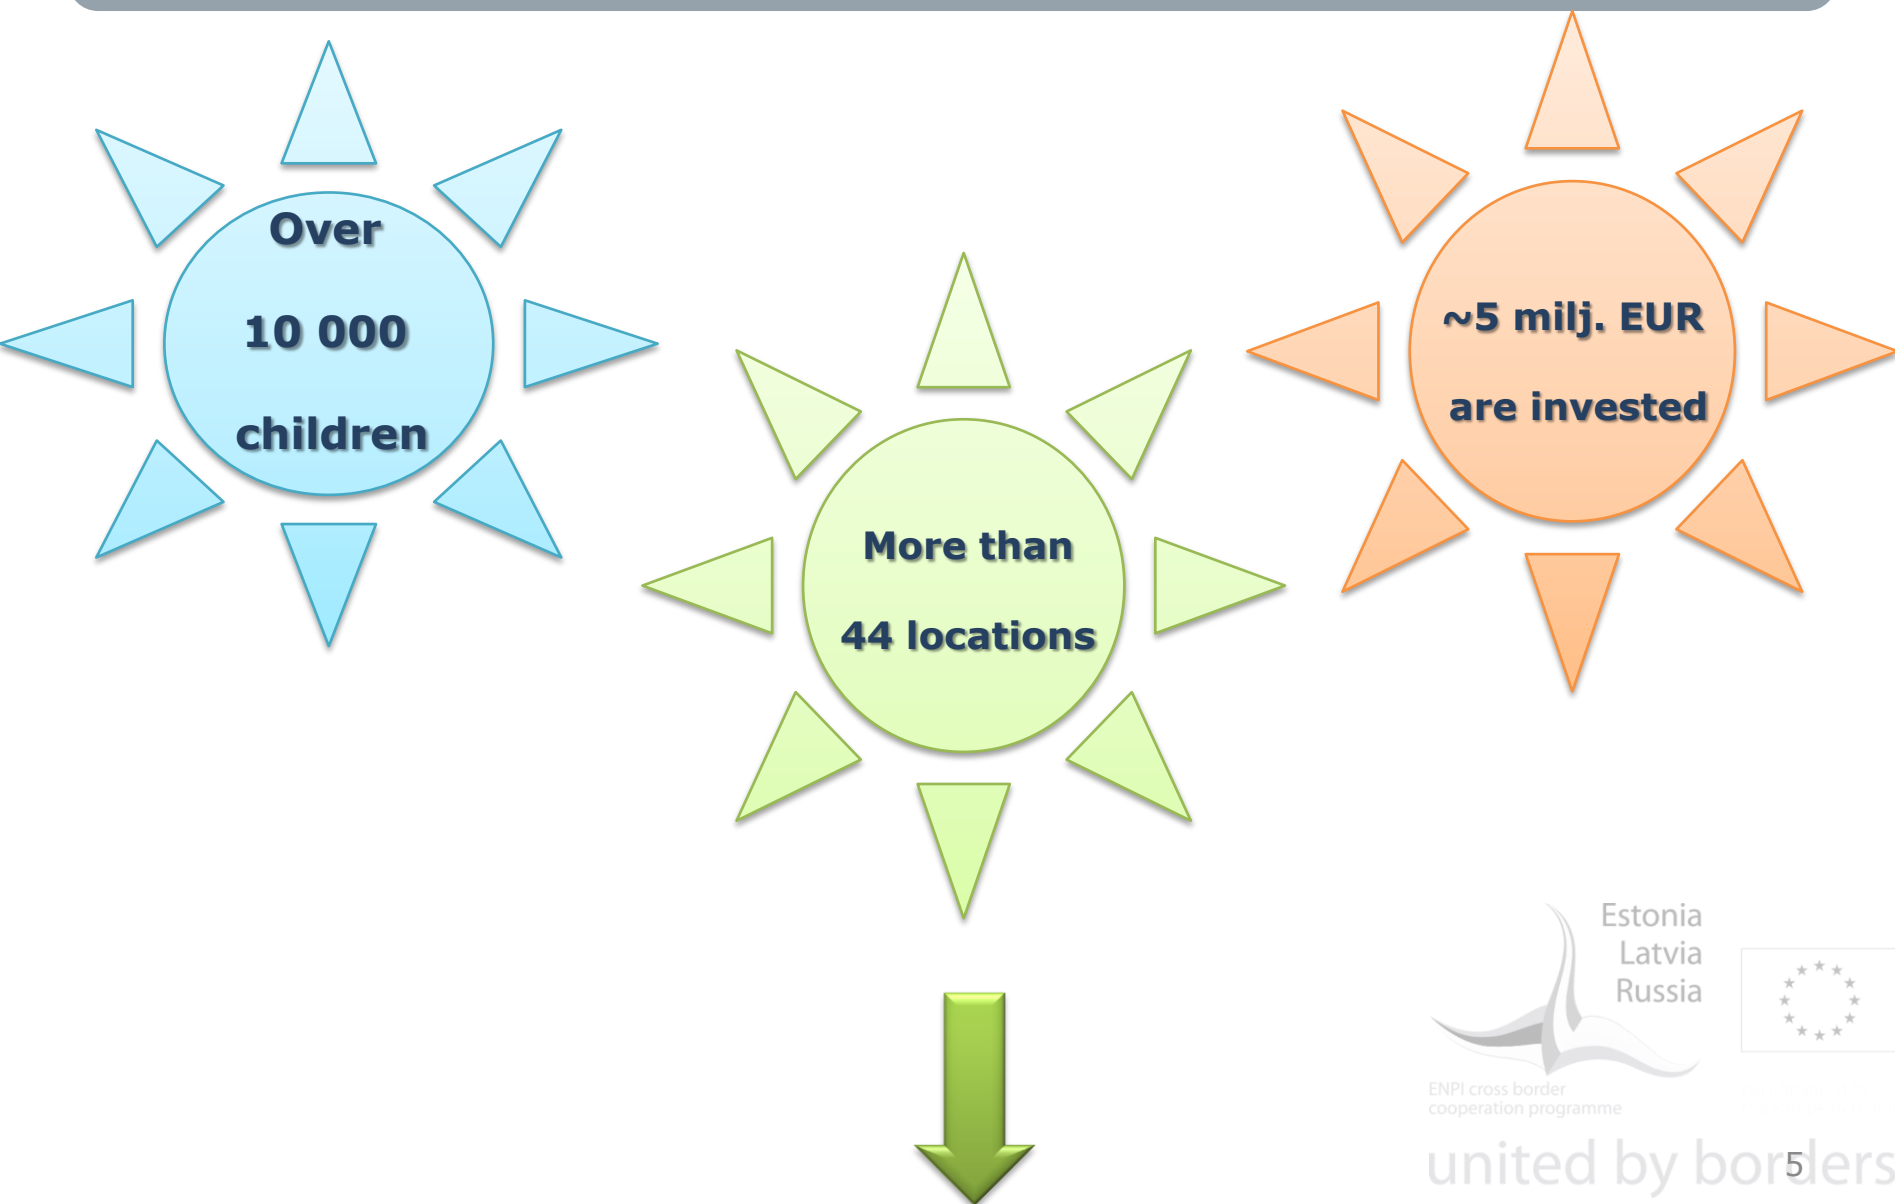 Over
10 000
children
More than
44 locations
~5 milj. EUR
are invested
Estonia
Latvia
Russia
ENPI cross border
cooperation programme
united by borders
5